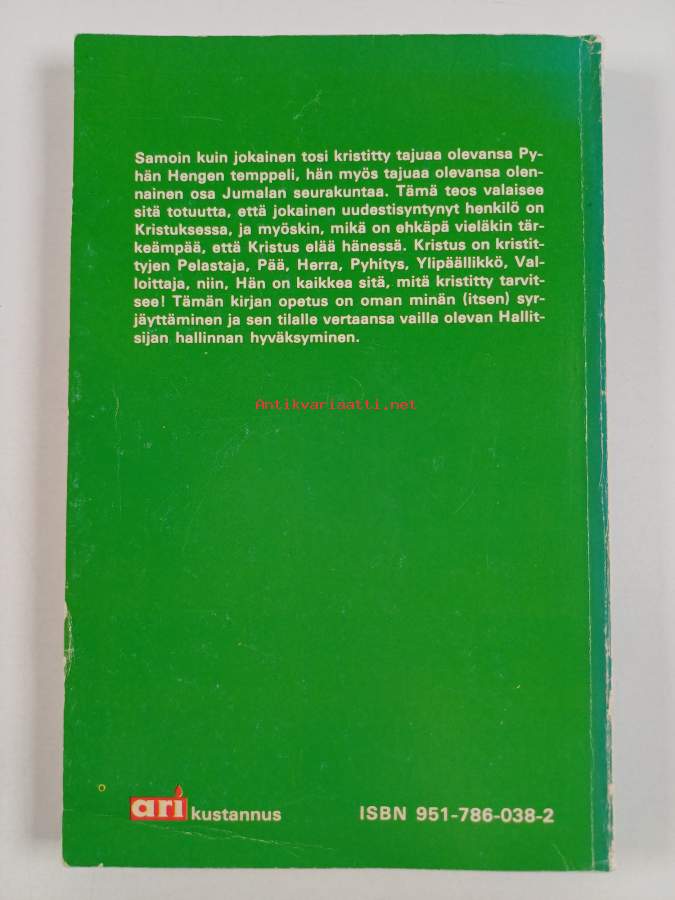 Samoin kuin jokainen tosi kristitty tajuaa olevansa Py-
hän Hengen temppeli, hän myös tajuaa olevansa olen-
nainen osa Jumalan seurakuntaa. Tämä teos valaisee
sitä totuutta, että jokainen uudestisyntynyt henkilö on
Kristuksessa, ja myöskin, mikä on ehkäpä vieläkin tär-
keämpää, että Kristus elää hänessä. Kristus on kristit-
tyjen Pelastaja, Pää, Herra, Pyhitys, Ylipäällikkö, Val-
loittaja, niin, Hän on kaikkea sitä, mitä kristitty tarvit-
see! Tämän kirjan opetus on oman minän (itsen) syr-
jäyttäminen ja sen tilalle vertaansa vailla olevan Hallit-
sijan hallinnan hyväksyminen.
Antikvariaatti.net
ari kustannus
ISBN 951-786-038-2